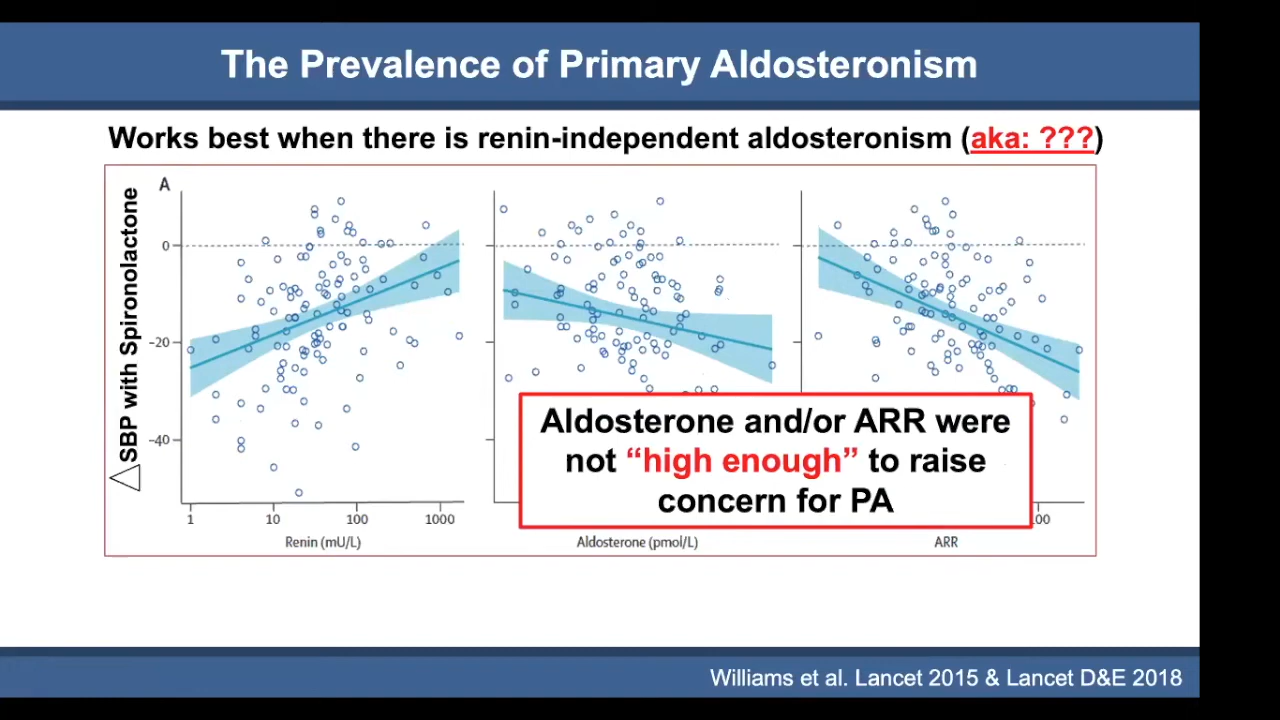 The Prevalence of Primary Aldosteronism
Works best when there is renin-independent aldosteronism (aka: ???)
A
△ SBP with Spironolactone
0
-20
-40
1 10 100 1000
Renin (mU/L)
Aldosterone (pmol/L)
ARR
Aldosterone and/or ARR were
not “high enough” to raise
concern for PA
Williams et al. Lancet 2015 & Lancet D&E 2018